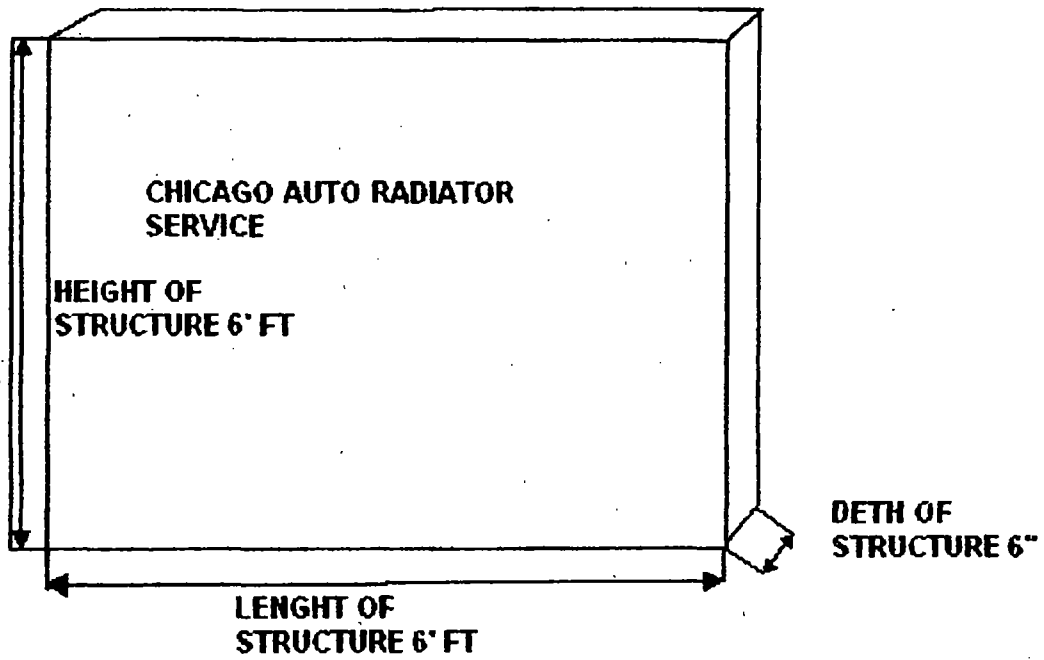 CHICAGO AUTO RADIATOR
SERVICE
HEIGHT OF
STRUCTURE 6' FT
DETH OF
STRUCTURE 6"
LENGHT OF
STRUCTURE 6' FT